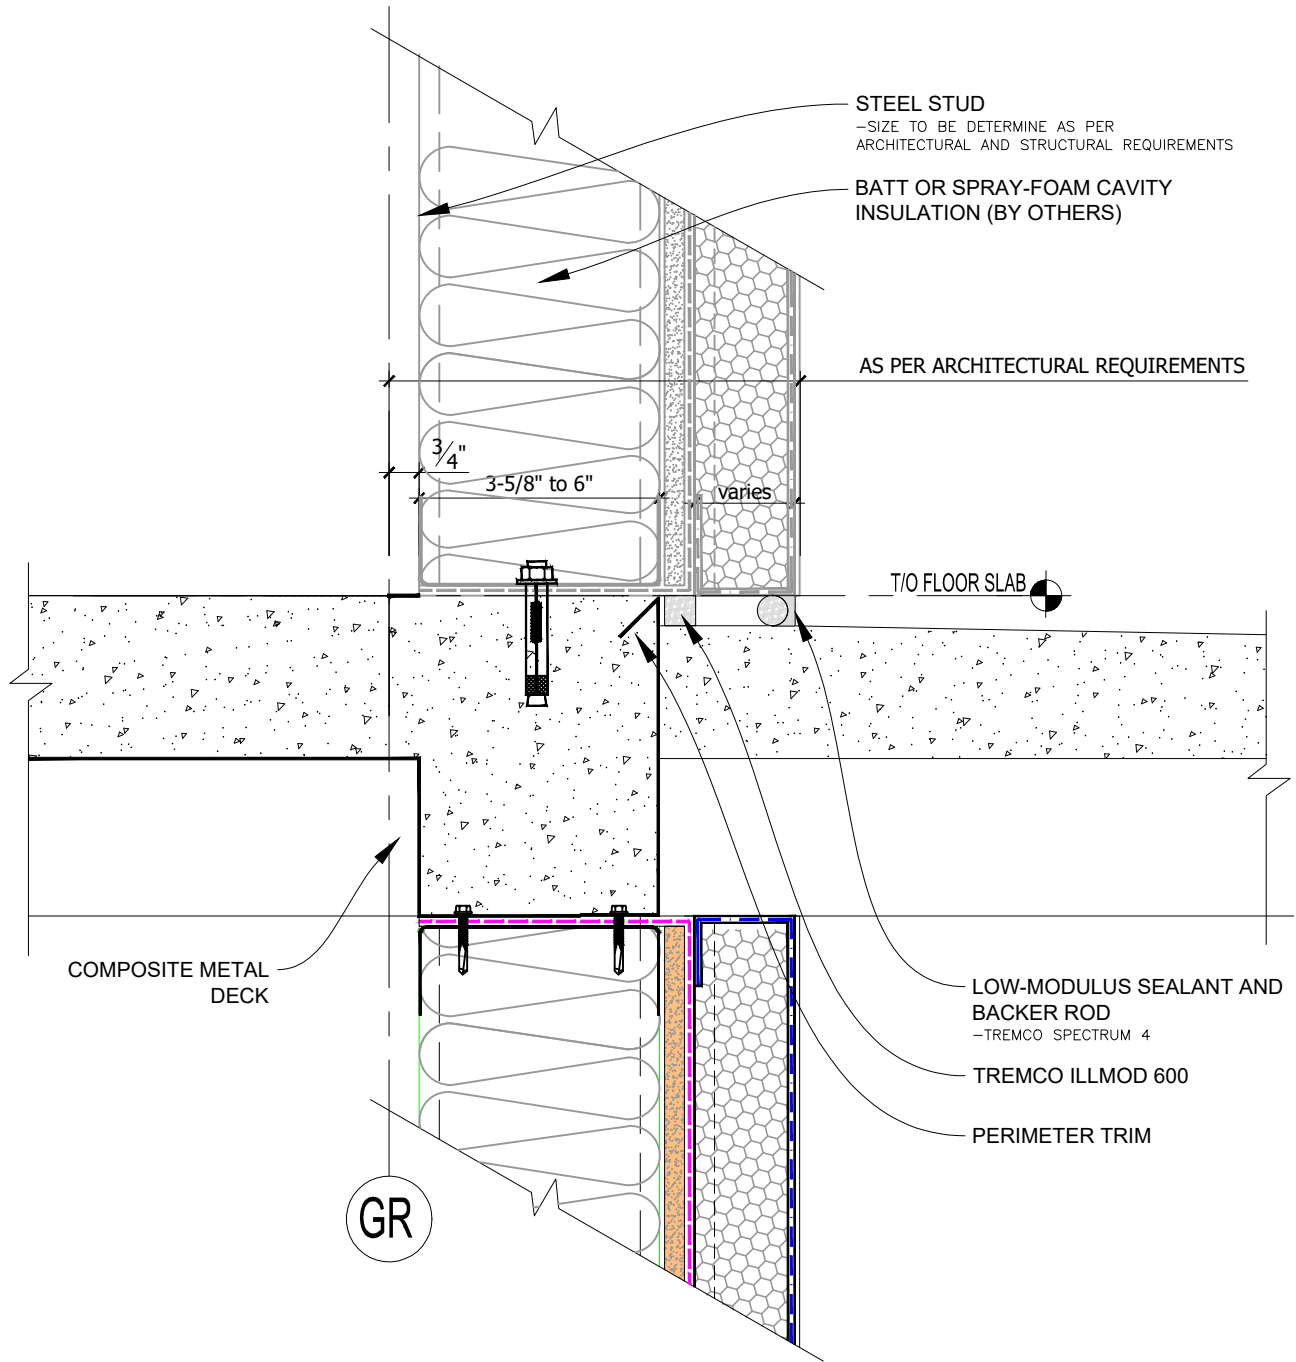 STEEL STUD
-SIZE TO BE DETERMINE AS PER
ARCHITECTURAL AND STRUCTURAL REQUIREMENTS
BATT OR SPRAY-FOAM CAVITY
INSULATION (BY OTHERS)
AS PER ARCHITECTURAL REQUIREMENTS
3/4"
3-5/8" to 6"
varies
T/O FLOOR SLAB
COMPOSITE METAL
DECK
LOW-MODULUS SEALANT AND
BACKER ROD
-TREMCO SPECTRUM 4
TREMCO ILLMOD 600
PERIMETER TRIM
GR